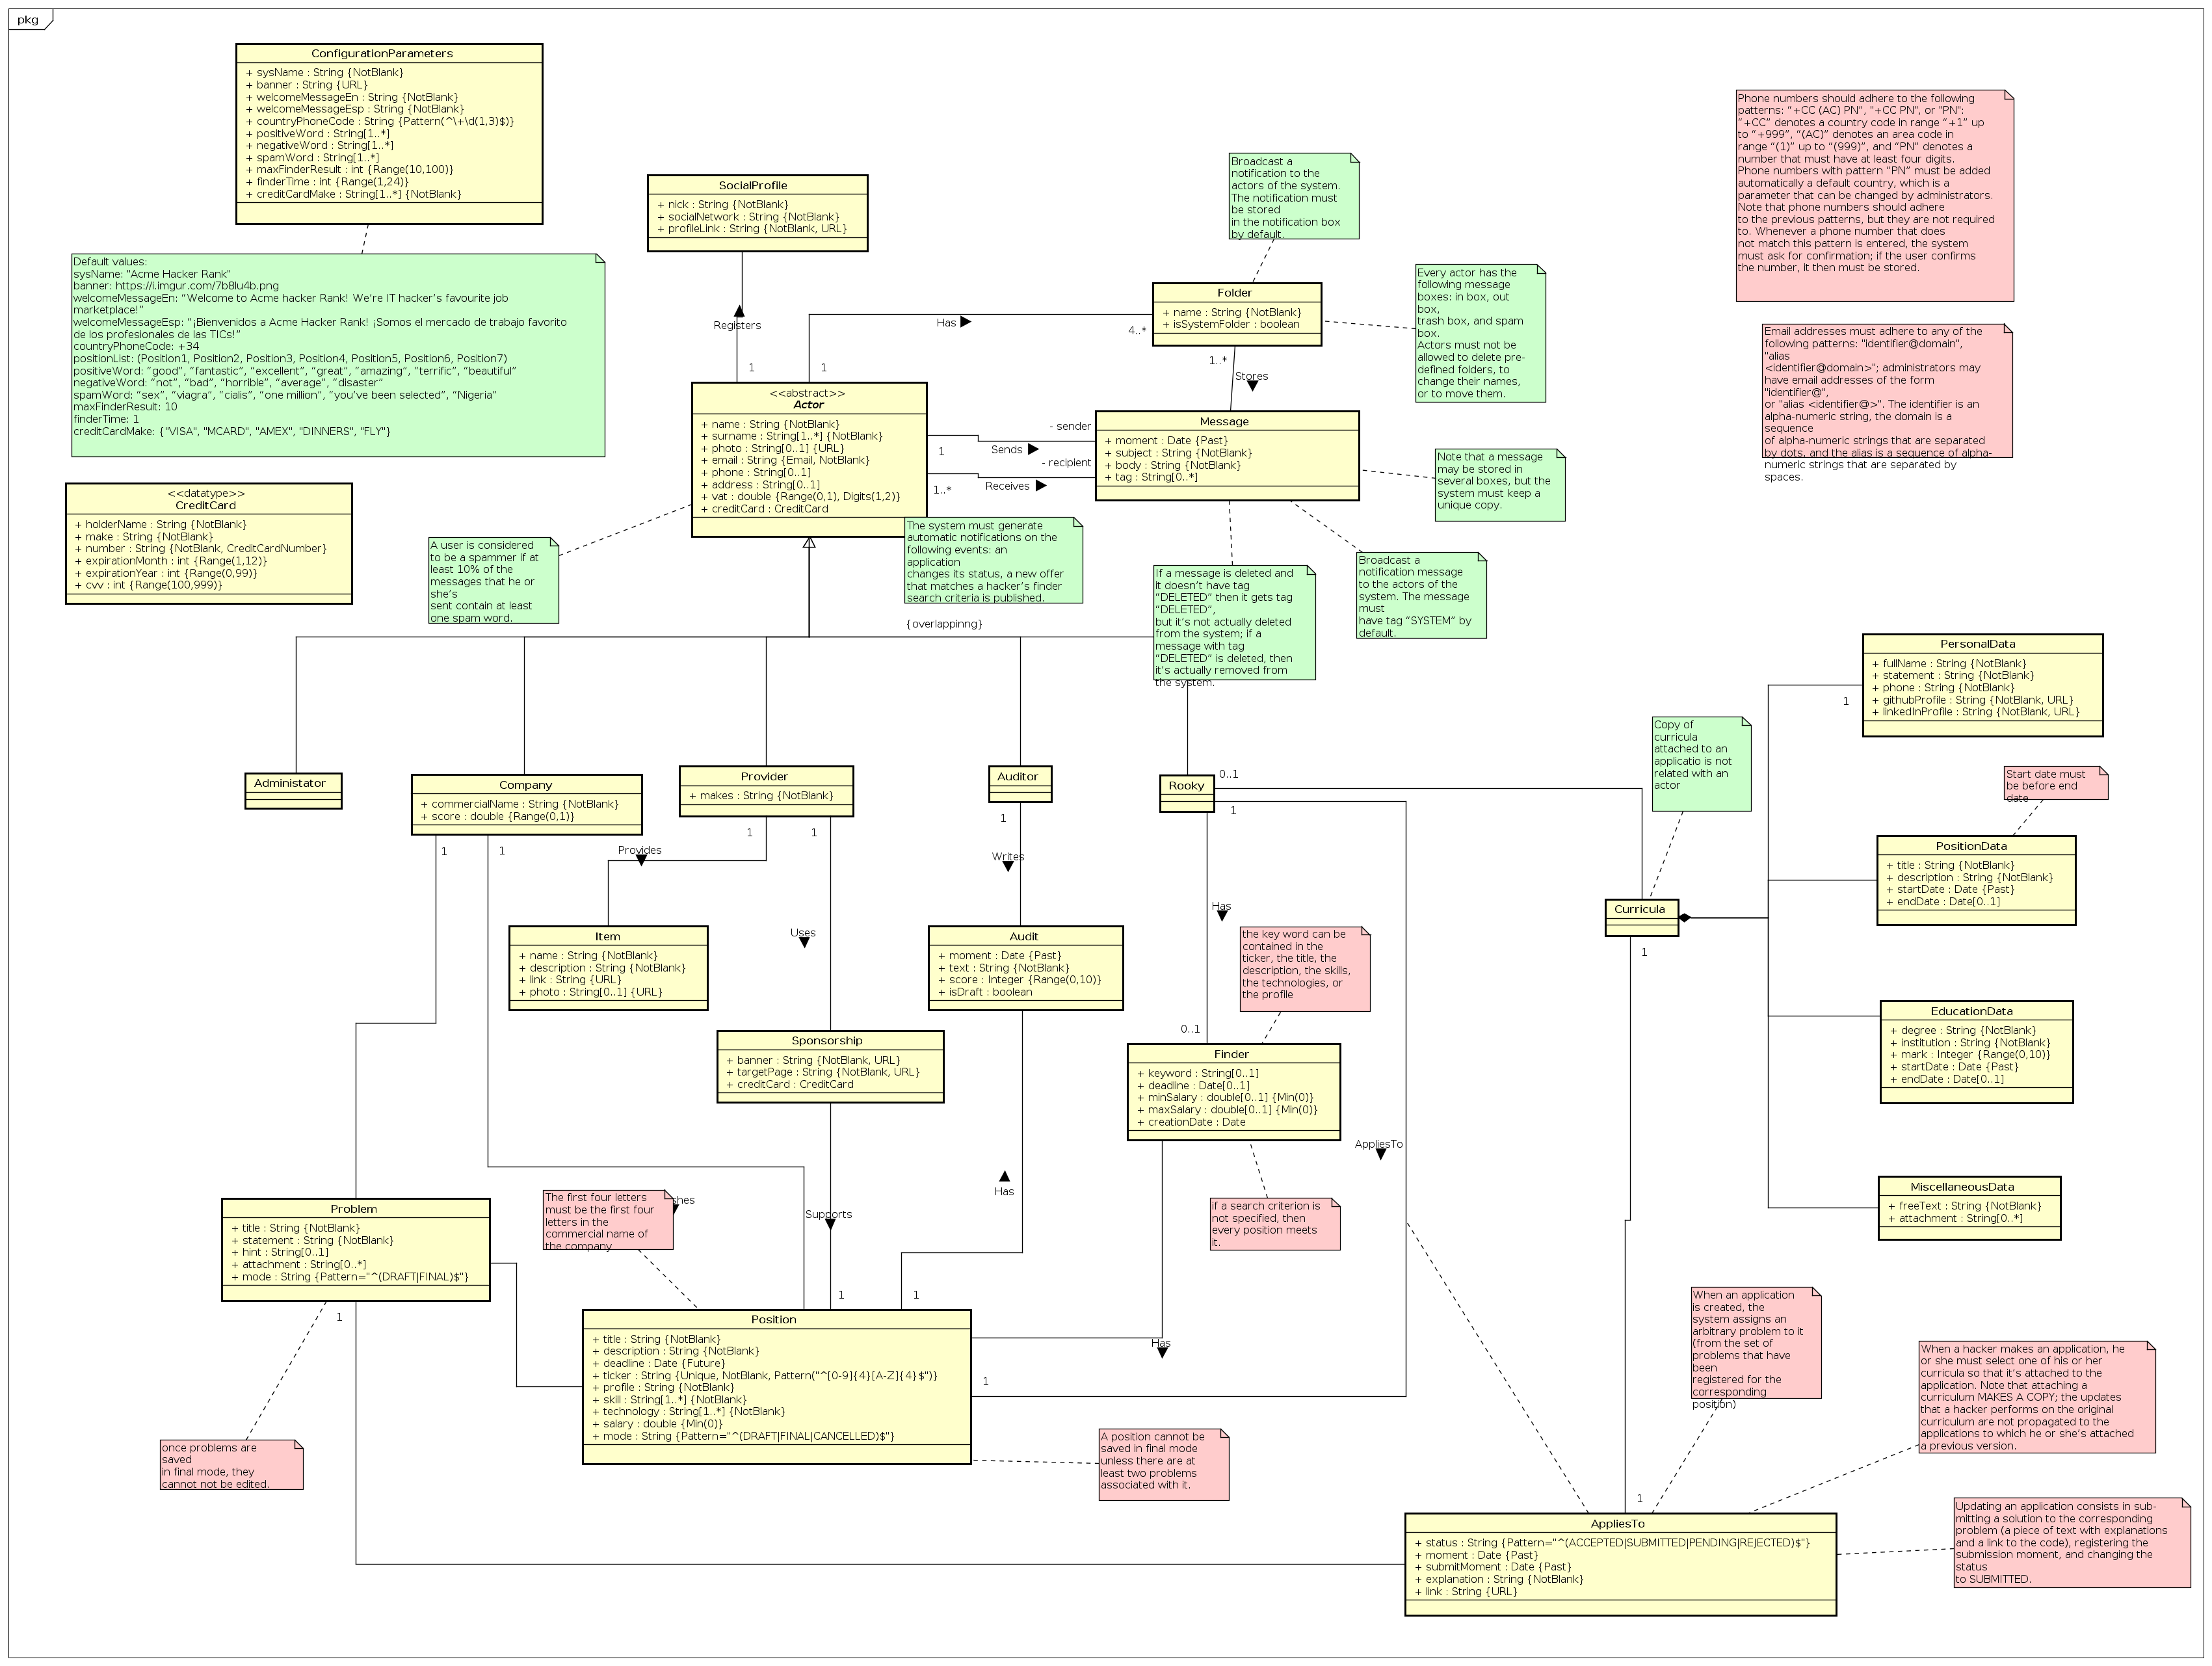 pkg
ConfigurationParameters
+ sysName : String {NotBlank}
+ banner : String {URL}
+ welcomeMessageEn : String {NotBlank}
+ welcomeMessageEsp : String {NotBlank}
+ countryPhoneCode : String {Pattern(^\+\d(1,3)$)}
+ positiveWord : String[1..*]
+ negativeWord : String[1..*]
+ spamWord : String[1..*]
+ maxFinderResult : int {Range(10,100)}
+ finderTime : int {Range(1,24)}
+ creditCardMake : String[1..*] {NotBlank}
Default values:
sysName: "Acme Hacker Rank"
banner: https://i.imgur.com/7b8lu4b.png
welcomeMessageEn: “Welcome to Acme hacker Rank! We’re IT hacker’s favourite job
marketplace!”
welcomeMessageEsp: “¡Bienvenidos a Acme Hacker Rank! ¡Somos el mercado de trabajo favorito
de los profesionales de las TICs!”
countryPhoneCode: +34
positionList: (Position1, Position2, Position3, Position4, Position5, Position6, Position7)
positiveWord: “good”, “fantastic”, “excellent”, “great”, “amazing”, “terrific”, “beautiful”
negativeWord: “not”, “bad”, “horrible”, “average”, “disaster”
spamWord: “sex”, “viagra”, “cialis”, “one million”, “you’ve been selected”, “Nigeria”
maxFinderResult: 10
finderTime: 1
creditCardMake: {"VISA", "MCARD", "AMEX", "DINNERS", "FLY"}
<<datatype>>
CreditCard
+ holderName : String {NotBlank}
+ make : String {NotBlank}
+ number : String {NotBlank, CreditCardNumber}
+ expirationMonth : int {Range(1,12)}
+ expirationYear : int {Range(0,99)}
+ cvv : int {Range(100,999)}
SocialProfile
+ nick : String {NotBlank}
+ socialNetwork : String {NotBlank}
+ profileLink : String {NotBlank, URL}
Registers
1
1
Has
4..*
<<abstract>>
Actor
+ name : String {NotBlank}
+ surname : String[1..*] {NotBlank}
+ photo : String[0..1] {URL}
+ email : String {Email, NotBlank}
+ phone : String[0..1]
+ address : String[0..1]
+ vat : double {Range(0,1), Digits(1,2)}
+ creditCard : CreditCard
- sender
1
Sends
- recipient
1..*
Receives
Broadcast a
notification to the
actors of the system.
The notification must
be stored
in the notification box
by default.
Folder
+ name : String {NotBlank}
+ isSystemFolder : boolean
1..*
Stores
Every actor has the
following message
boxes: in box, out
box,
trash box, and spam
box.
Actors must not be
allowed to delete pre-
defined folders, to
change their names,
or to move them.
Message
+ moment : Date {Past}
+ subject : String {NotBlank}
+ body : String {NotBlank}
+ tag : String[0..*]
Note that a message
may be stored in
several boxes, but the
system must keep a
unique copy.
Phone numbers should adhere to the following
patterns: “+CC (AC) PN”, "+CC PN", or "PN":
“+CC” denotes a country code in range “+1” up
to “+999”, “(AC)” denotes an area code in
range “(1)” up to “(999)”, and “PN” denotes a
number that must have at least four digits.
Phone numbers with pattern “PN” must be added
automatically a default country, which is a
parameter that can be changed by administrators.
Note that phone numbers should adhere
to the previous patterns, but they are not required
to. Whenever a phone number that does
not match this pattern is entered, the system
must ask for confirmation; if the user confirms
the number, it then must be stored.
Email addresses must adhere to any of the
following patterns: "identifier@domain",
"alias
<identifier@domain>"; administrators may
have email addresses of the form
"identifier@",
or "alias <identifier@>". The identifier is an
alpha-numeric string, the domain is a
sequence
of alpha-numeric strings that are separated
by dots, and the alias is a sequence of alpha-
numeric strings that are separated by
spaces.
A user is considered
to be a spammer if at
least 10% of the
messages that he or
she’s
sent contain at least
one spam word.
The system must generate
automatic notifications on the
following events: an
application
changes its status, a new offer
that matches a hacker’s finder
search criteria is published.
{overlappinng}
If a message is deleted and
it doesn’t have tag
“DELETED” then it gets tag
“DELETED”,
but it’s not actually deleted
from the system; if a
message with tag
“DELETED” is deleted, then
it’s actually removed from
the system.
Broadcast a
notification message
to the actors of the
system. The message
must
have tag “SYSTEM” by
default.
Administator
Company
+ commercialName : String {NotBlank}
+ score : double {Range(0,1)}
1
1
Provider
+ makes : String {NotBlank}
1
1
Provides
Uses
Auditor
1
Writes
Rooky
0..1
1
Has
0..1
Item
+ name : String {NotBlank}
+ description : String {NotBlank}
+ link : String {URL}
+ photo : String[0..1] {URL}
Audit
+ moment : Date {Past}
+ text : String {NotBlank}
+ score : Integer {Range(0,10)}
+ isDraft : boolean
Sponsorship
+ banner : String {NotBlank, URL}
+ targetPage : String {NotBlank, URL}
+ creditCard : CreditCard
the key word can be
contained in the
ticker, the title, the
description, the skills,
the technologies, or
the profile
Finder
+ keyword : String[0..1]
+ deadline : Date[0..1]
+ minSalary : double[0..1] {Min(0)}
+ maxSalary : double[0..1] {Min(0)}
+ creationDate : Date
if a search criterion is
not specified, then
every position meets
it.
AppliesTo
Copy of
curricula
attached to an
applicatio is not
related with an
actor
Curricula
1
PersonalData
+ fullName : String {NotBlank}
+ statement : String {NotBlank}
+ phone : String {NotBlank}
+ githubProfile : String {NotBlank, URL}
+ linkedInProfile : String {NotBlank, URL}
1
Start date must
be before end
date
PositionData
+ title : String {NotBlank}
+ description : String {NotBlank}
+ startDate : Date {Past}
+ endDate : Date[0..1]
EducationData
+ degree : String {NotBlank}
+ institution : String {NotBlank}
+ mark : Integer {Range(0,10)}
+ startDate : Date {Past}
+ endDate : Date[0..1]
MiscellaneousData
+ freeText : String {NotBlank}
+ attachment : String[0..*]
Problem
+ title : String {NotBlank}
+ statement : String {NotBlank}
+ hint : String[0..1]
+ attachment : String[0..*]
+ mode : String {Pattern="^(DRAFT|FINAL)$"}
1
once problems are
saved
in final mode, they
cannot not be edited.
The first four letters
must be the first four
letters in the
commercial name of
the company
Supports
1
Has
1
Position
+ title : String {NotBlank}
+ description : String {NotBlank}
+ deadline : Date {Future}
+ ticker : String {Unique, NotBlank, Pattern("^[0-9]{4}[A-Z]{4}$")}
+ profile : String {NotBlank}
+ skill : String[1..*] {NotBlank}
+ technology : String[1..*] {NotBlank}
+ salary : double {Min(0)}
+ mode : String {Pattern="^(DRAFT|FINAL|CANCELLED)$"}
Has
1
A position cannot be
saved in final mode
unless there are at
least two problems
associated with it.
When an application
is created, the
system assigns an
arbitrary problem to it
(from the set of
problems that have
been
registered for the
corresponding
position)
When a hacker makes an application, he
or she must select one of his or her
curricula so that it’s attached to the
application. Note that attaching a
curriculum MAKES A COPY; the updates
that a hacker performs on the original
curriculum are not propagated to the
applications to which he or she’s attached
a previous version.
1
AppliesTo
+ status : String {Pattern="^(ACCEPTED|SUBMITTED|PENDING|REJECTED)$"}
+ moment : Date {Past}
+ submitMoment : Date {Past}
+ explanation : String {NotBlank}
+ link : String {URL}
Updating an application consists in sub-
mitting a solution to the corresponding
problem (a piece of text with explanations
and a link to the code), registering the
submission moment, and changing the
status
to SUBMITTED.